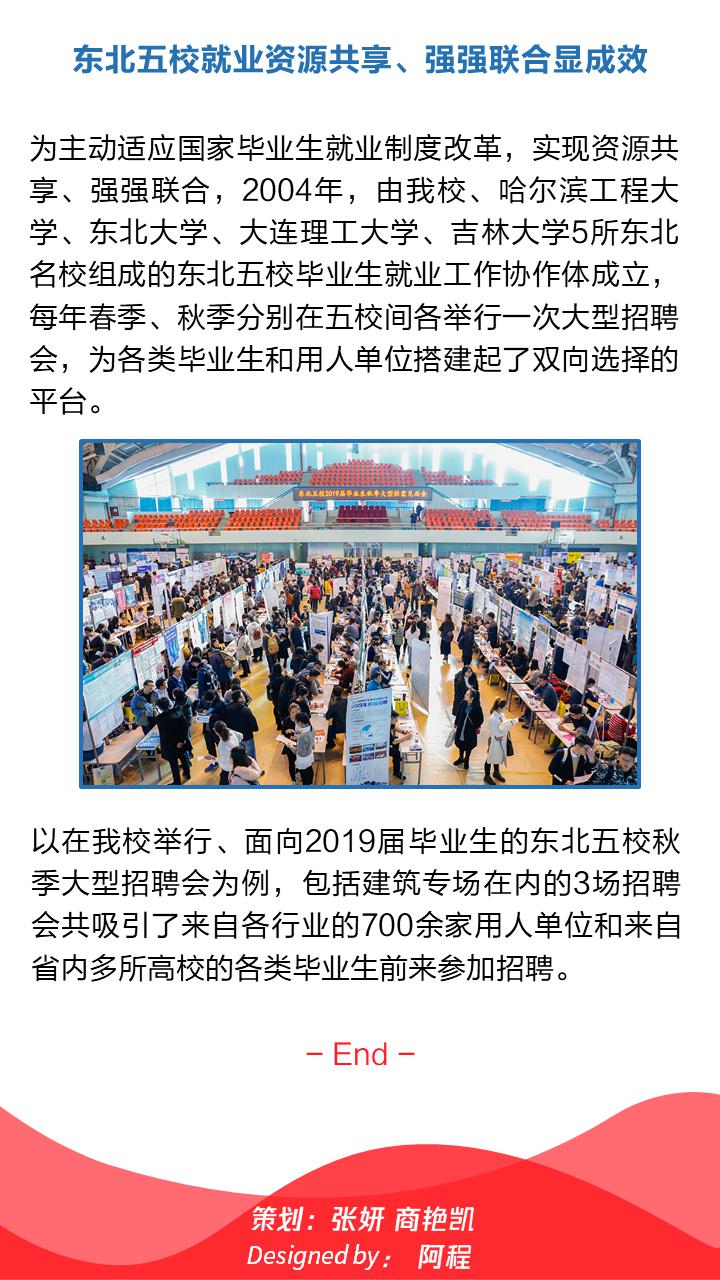 东北五校就业资源共享、强强联合显成效
为主动适应国家毕业生就业制度改革，实现资源共
享、强强联合，2004年，由我校、哈尔滨工程大
学、东北大学、大连理工大学、吉林大学5所东北
名校组成的东北五校毕业生就业工作协作体成立，
每年春季、秋季分别在五校间各举行一次大型招聘
会，为各类毕业生和用人单位搭建起了双向选择的
平台。
东北五校2019届毕业生秋季大型供需见面会
以在我校举行、面向2019届毕业生的东北五校秋
季大型招聘会为例，包括建筑专场在内的3场招聘
会共吸引了来自各行业的700余家用人单位和来自
省内多所高校的各类毕业生前来参加招聘。
– End –
策划：张妍 商艳凯
Designed by： 阿程